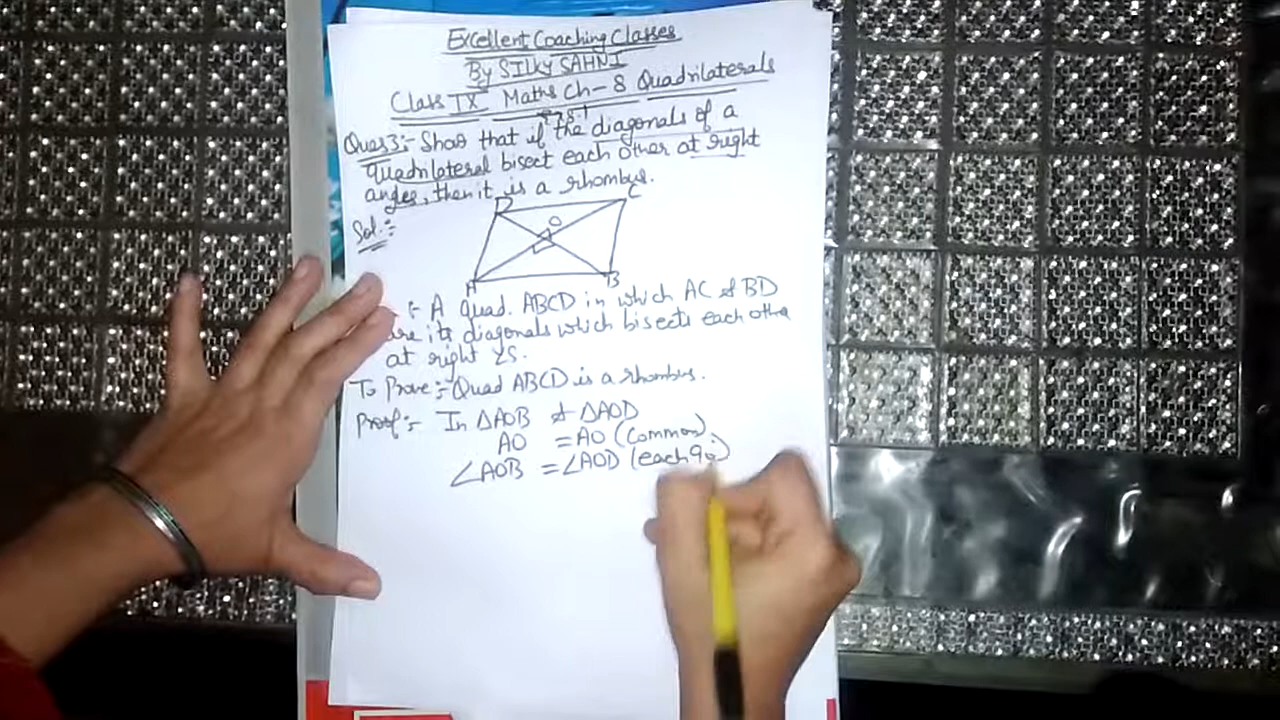 Excellent Coaching Classes
By SILKY SAHNI
Class IX Maths Ch-8 Quadrilaterals
Ques3:- Show that if the diagonals of a
Quadrilateral bisect each other at right
angles, then it is a rhombus.
Sol:-
D C
O
A B
:- A quad. ABCD in which AC & BD
are its diagonals which bisects each other
at right ∠s.
To Prove:- Quad ABCD is a rhombus.
Proof:- In △AOB & △AOD
AO = AO (Common)
∠AOB = ∠AOD (each 90°)